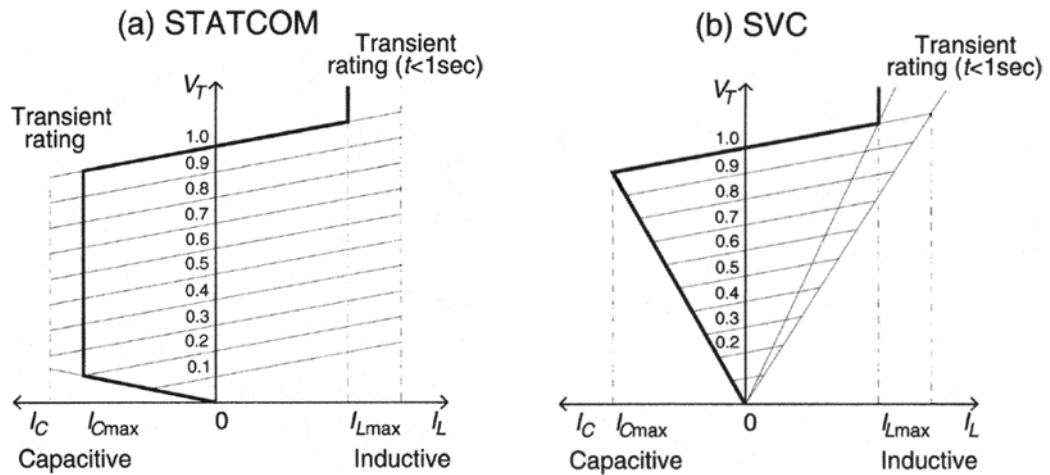 (a) STATCOM
Transient
rating (t<1sec)
V_T
Transient
rating
1.0
0.9
0.8
0.7
0.6
0.5
0.4
0.3
0.2
0.1
I_C
I_Cmax
0
I_Lmax
I_L
Capacitive
Inductive
(b) SVC
Transient
rating (t<1sec)
V_T
1.0
0.9
0.8
0.7
0.6
0.5
0.4
0.3
0.2
I_C
I_Cmax
0
I_Lmax
I_L
Capacitive
Inductive